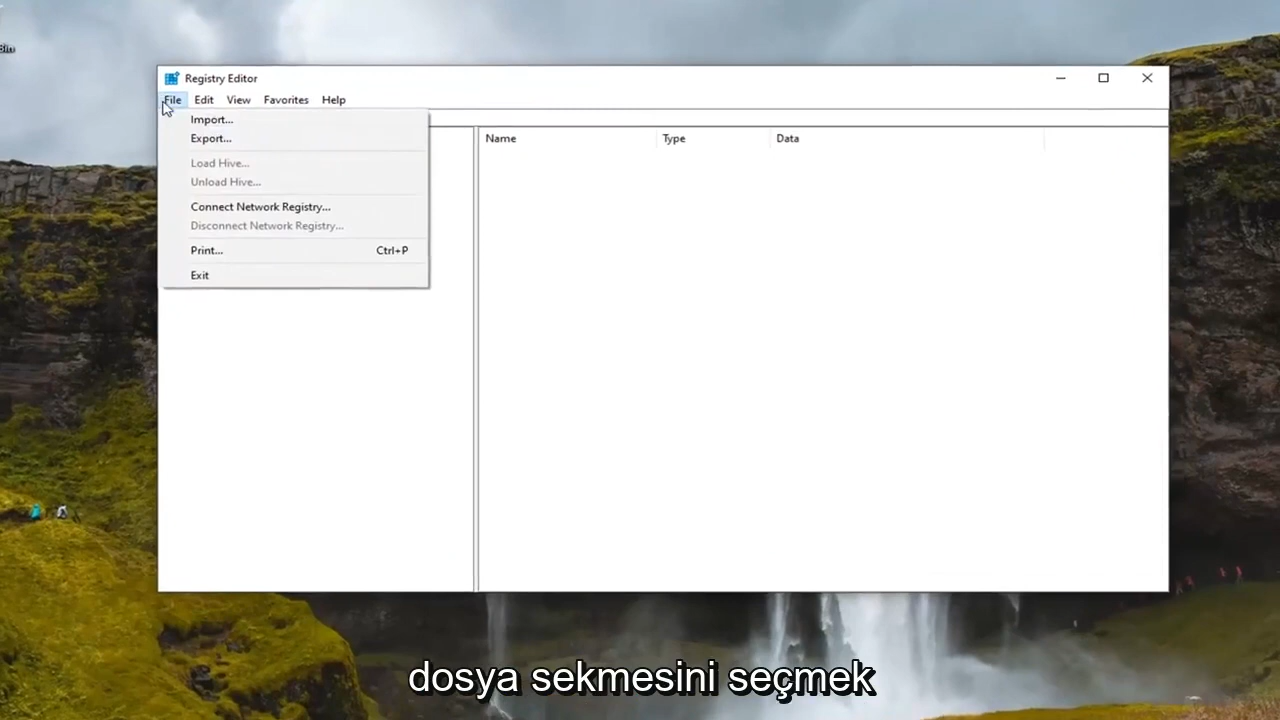 Bin
Registry Editor
File Edit View Favorites Help
Import...
Export...
Load Hive...
Unload Hive...
Connect Network Registry...
Disconnect Network Registry...
Print... Ctrl+P
Exit
Name Type Data
dosya sekmesini seçmek